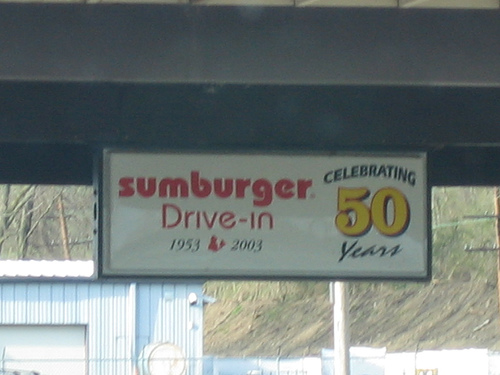 sumburger
Drive-in
1953 2003
CELEBRATING
50
Years